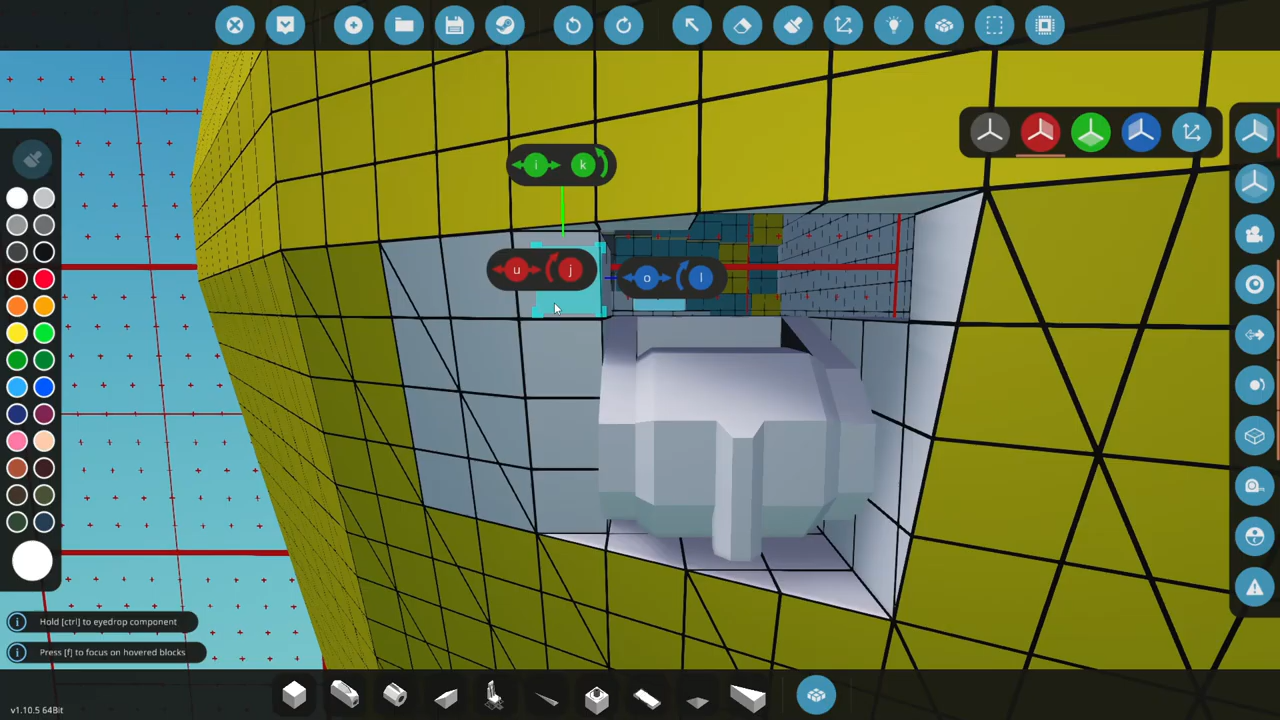 i k
u j
o l
Hold [ctrl] to eyedrop component
Press [f] to focus on hovered blocks
v1.10.5 64Bit